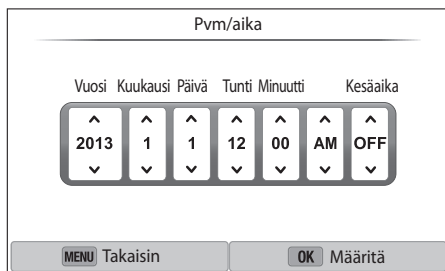 Pvm/aika
Vuosi Kuukausi Päivä Tunti Minuutti Kesäaika
2013 1 1 12 00 AM OFF
MENU Takaisin OK Määritä